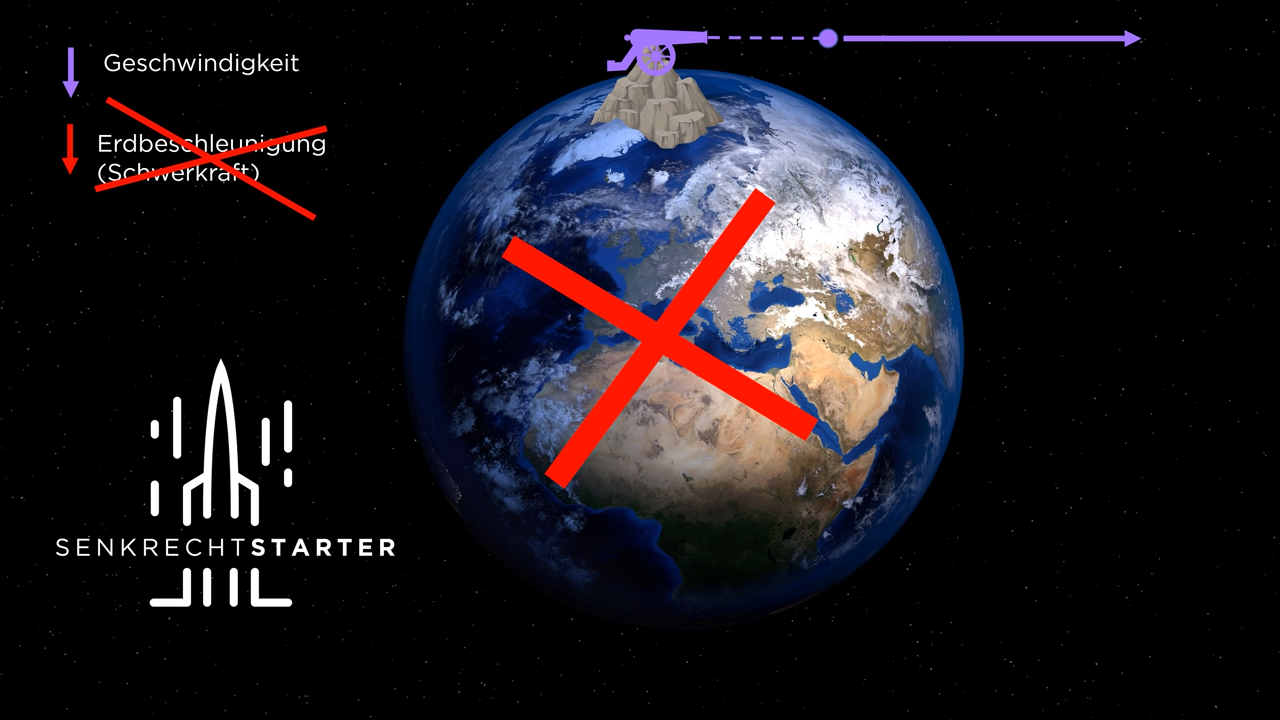 Geschwindigkeit
Erdbeschleunigung
(Schwerkraft)
SENKRECHTSTARTER